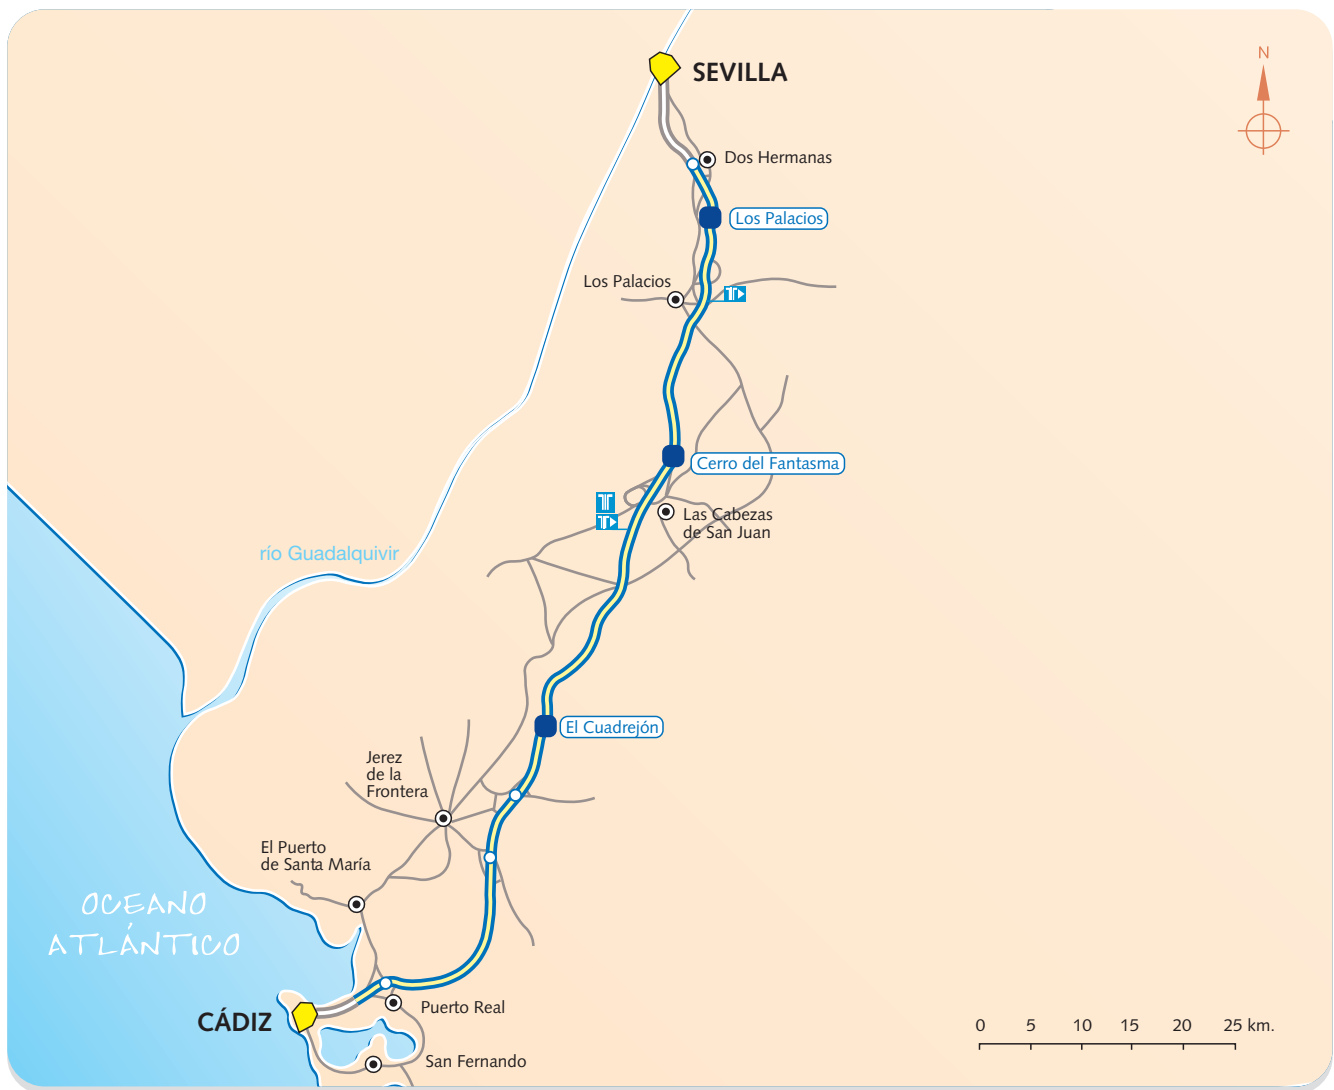 N
SEVILLA
Dos Hermanas
Los Palacios
Los Palacios
Cerro del Fantasma
Las Cabezas
de San Juan
río Guadalquivir
El Cuadrejón
Jerez
de la
Frontera
El Puerto
de Santa María
OCEANO
ATLÁNTICO
Puerto Real
CÁDIZ
0 5 10 15 20 25 km.
San Fernando